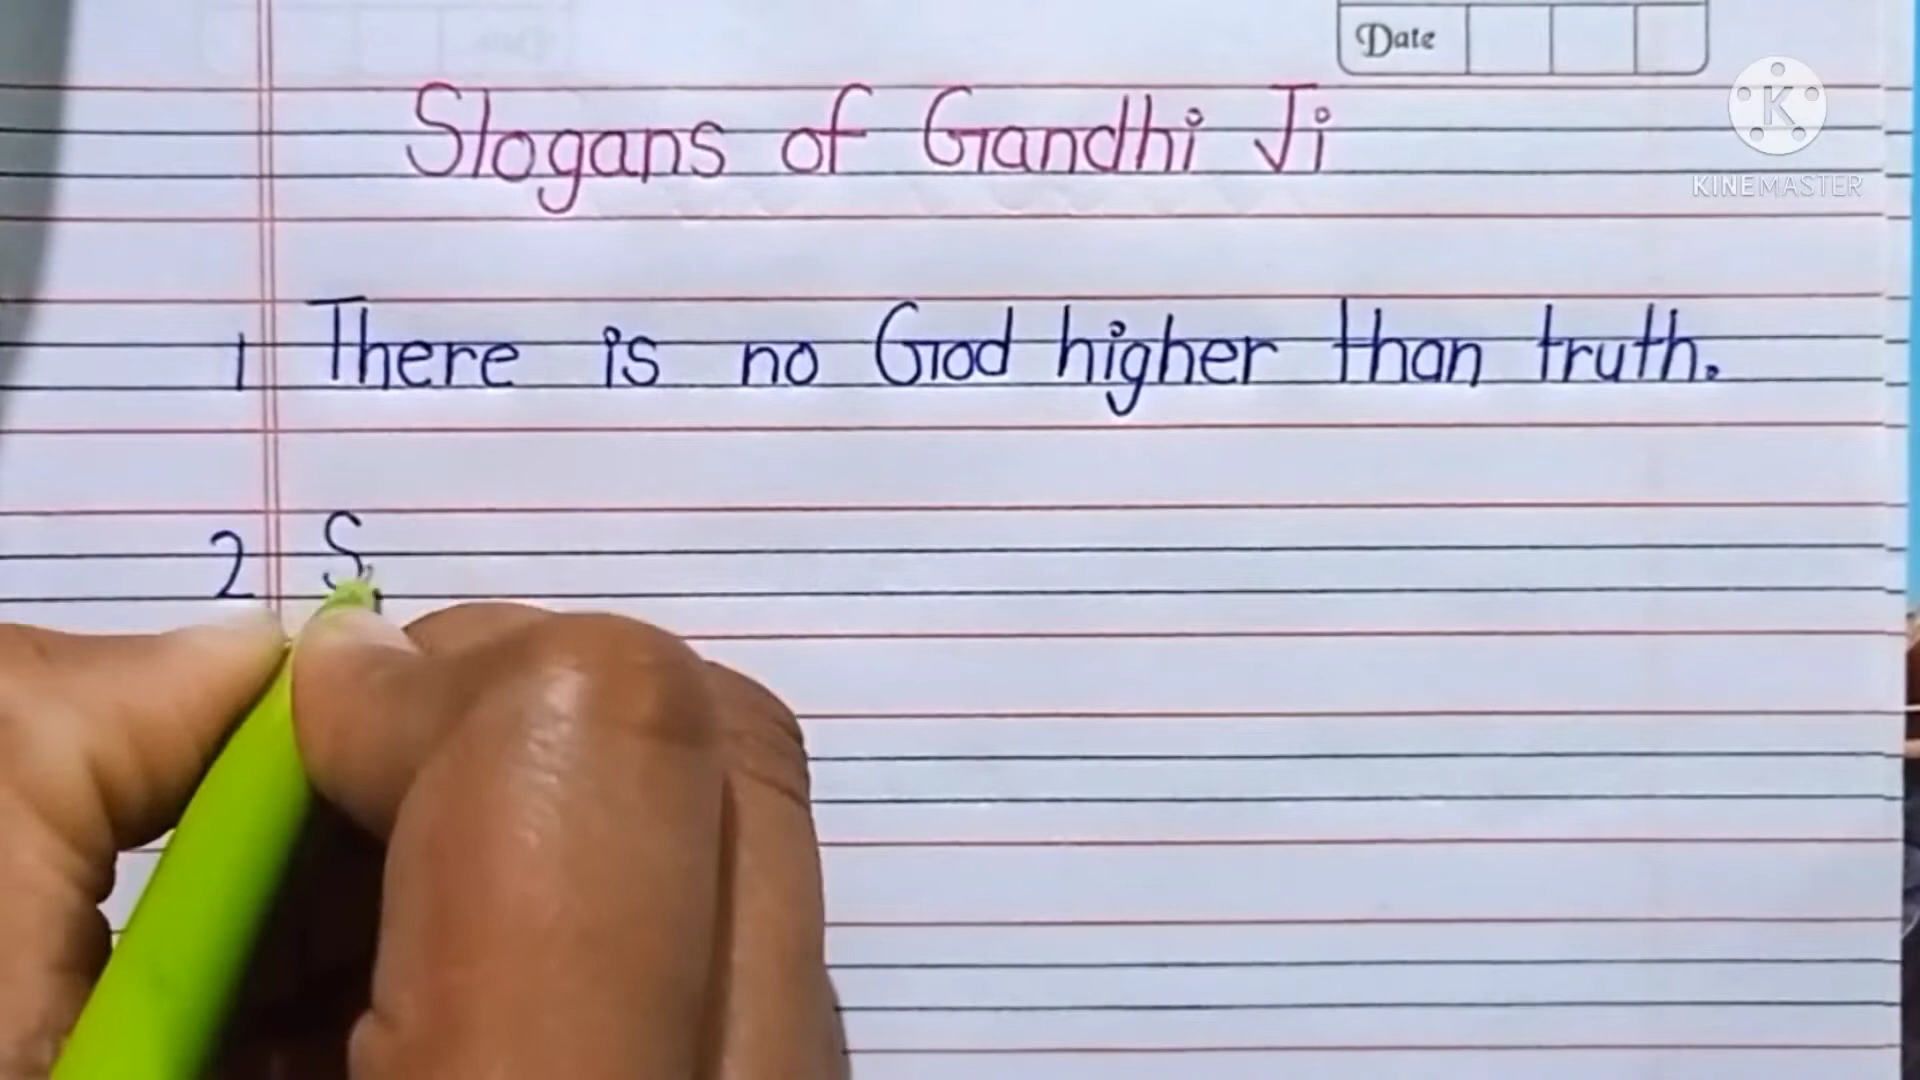 Date
Slogans of Gandhi Ji
KINEMASTER
1 There is no God higher than truth.
2 S